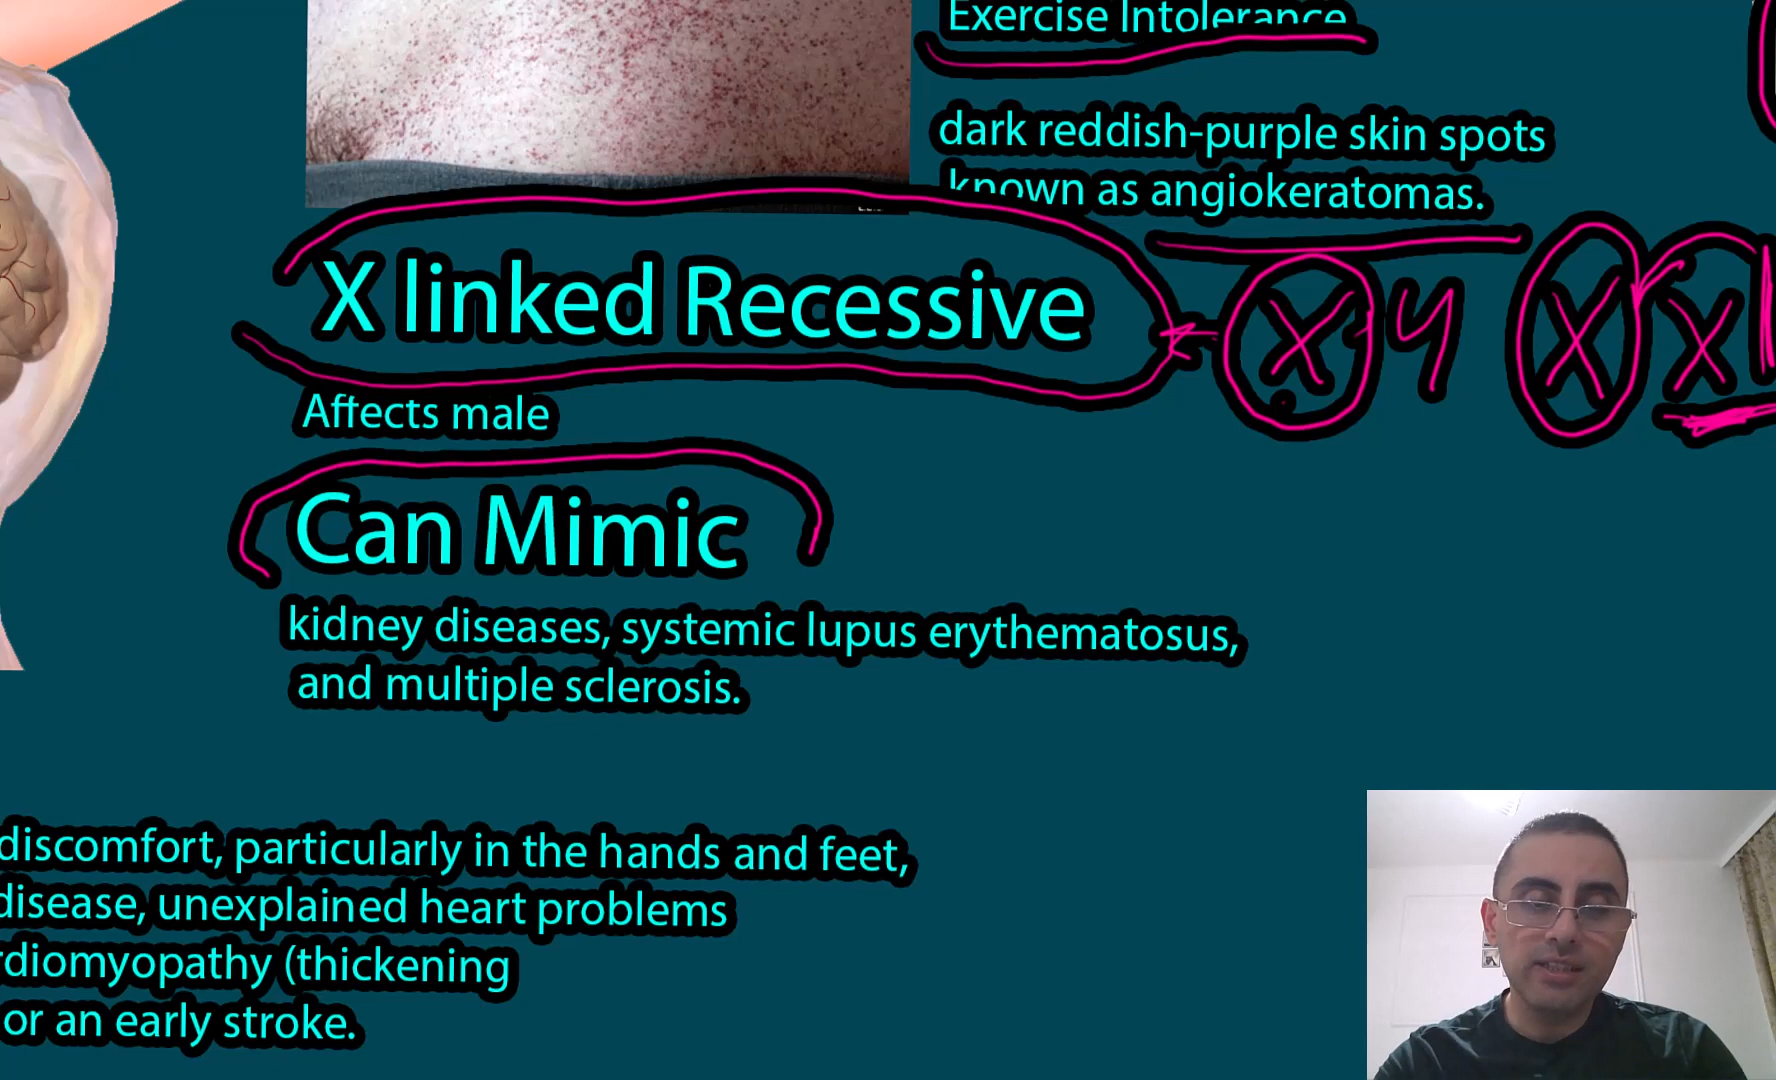 Exercise Intolerance
dark reddish-purple skin spots
known as angiokeratomas.
X linked Recessive
X y X X
Affects male
Can Mimic
kidney diseases, systemic lupus erythematosus,
and multiple sclerosis.
discomfort, particularly in the hands and feet,
disease, unexplained heart problems
rdiomyopathy (thickening
or an early stroke.